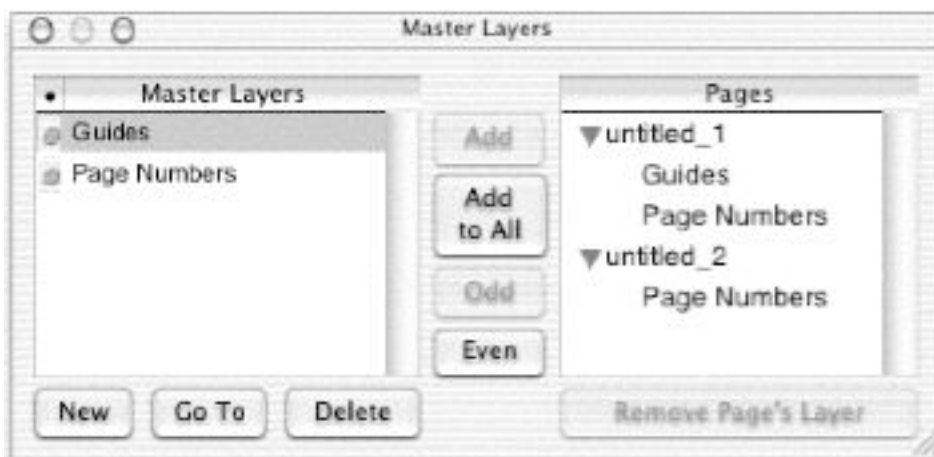 Master Layers
Master Layers
Guides
Page Numbers
Add
Add
to All
Odd
Even
Pages
untitled_1
Guides
Page Numbers
untitled_2
Page Numbers
New
Go To
Delete
Remove Page's Layer